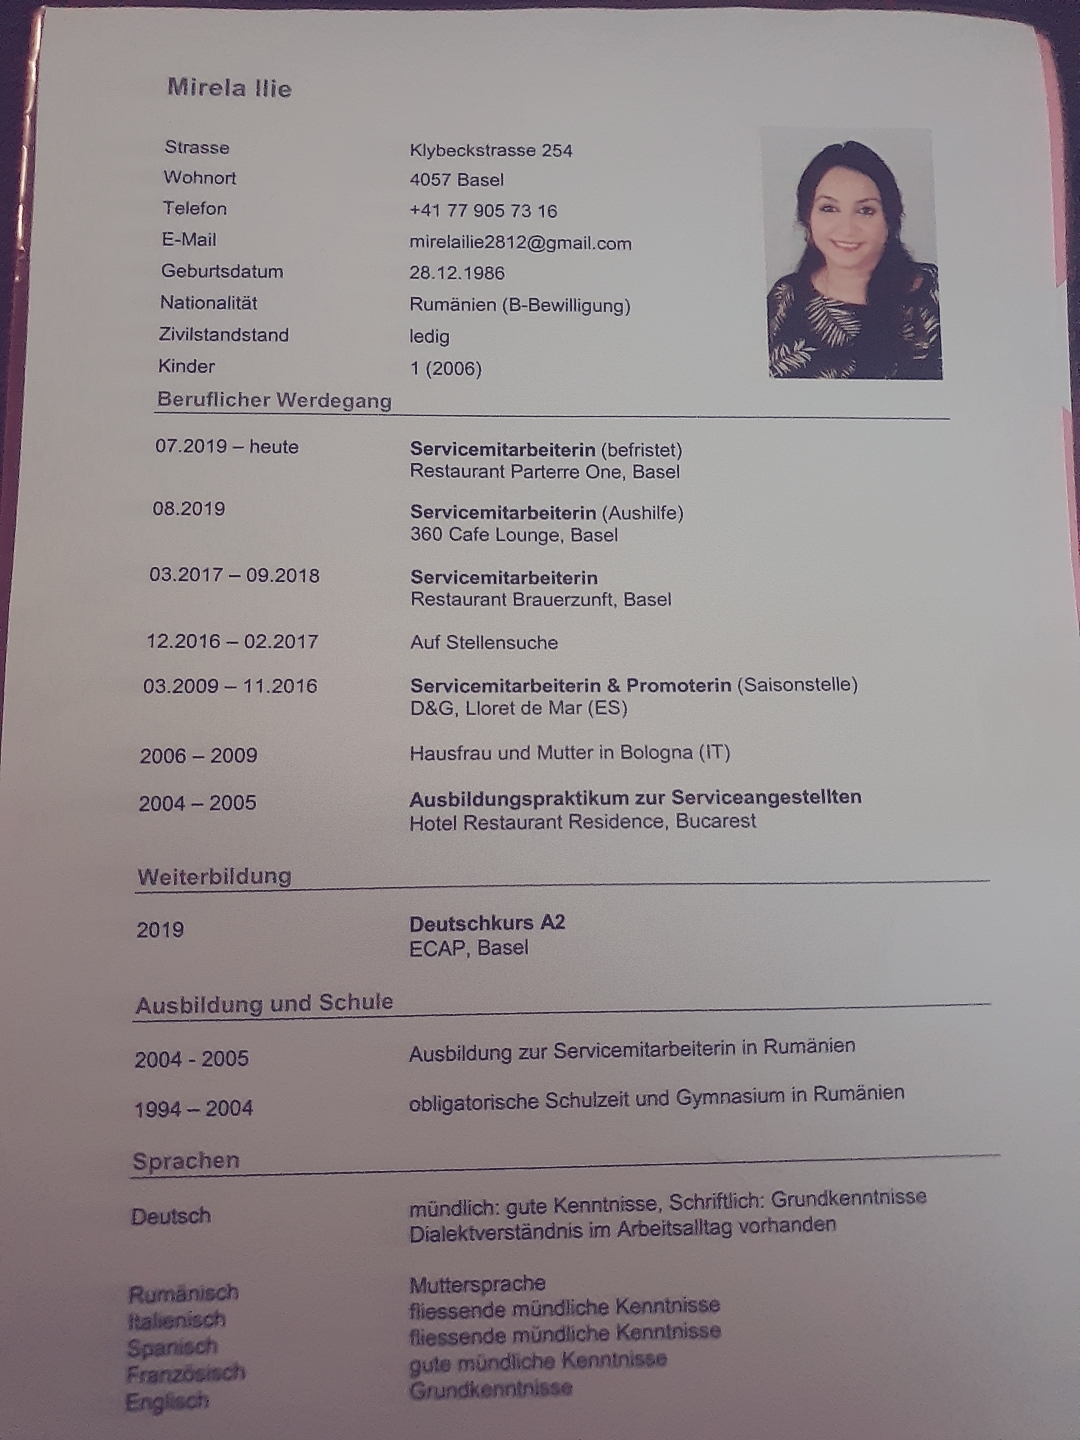 Mirela Ilie
Strasse Klybeckstrasse 254
Wohnort 4057 Basel
Telefon +41 77 905 73 16
E-Mail mirelailie2812@gmail.com
Geburtsdatum 28.12.1986
Nationalität Rumänien (B-Bewilligung)
Zivilstandstand ledig
Kinder 1 (2006)
Beruflicher Werdegang
07.2019 – heute Servicemitarbeiterin (befristet)
Restaurant Parterre One, Basel
08.2019 Servicemitarbeiterin (Aushilfe)
360 Cafe Lounge, Basel
03.2017 – 09.2018 Servicemitarbeiterin
Restaurant Brauerzunft, Basel
12.2016 – 02.2017 Auf Stellensuche
03.2009 – 11.2016 Servicemitarbeiterin & Promoterin (Saisonstelle)
D&G, Lloret de Mar (ES)
2006 – 2009 Hausfrau und Mutter in Bologna (IT)
2004 – 2005 Ausbildungspraktikum zur Serviceangestellten
Hotel Restaurant Residence, Bucarest
Weiterbildung
2019 Deutschkurs A2
ECAP, Basel
Ausbildung und Schule
2004 - 2005 Ausbildung zur Servicemitarbeiterin in Rumänien
1994 – 2004 obligatorische Schulzeit und Gymnasium in Rumänien
Sprachen
Deutsch mündlich: gute Kenntnisse, Schriftlich: Grundkenntnisse
Dialektverständnis im Arbeitsalltag vorhanden
Rumänisch Muttersprache
Italienisch fliessende mündliche Kenntnisse
Spanisch fliessende mündliche Kenntnisse
Französisch gute mündliche Kenntnisse
Englisch Grundkenntnisse